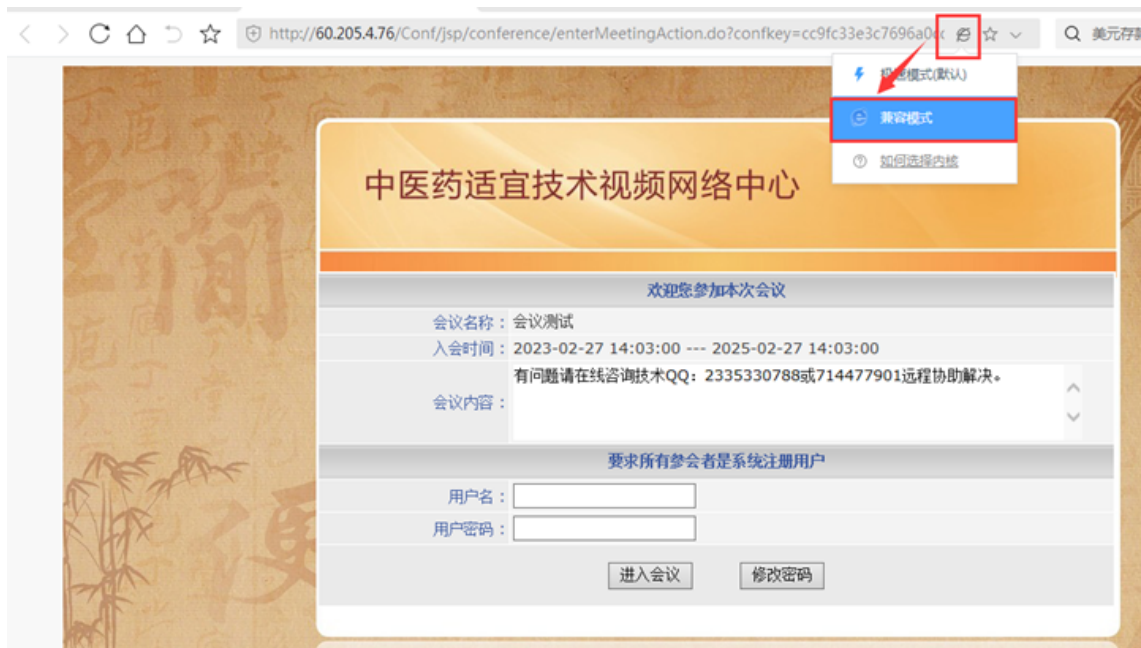 http://60.205.4.76/Conf/jsp/conference/enterMeetingAction.do?confkey=cc9fc33e3c7696a0
美元存款
极速模式(默认)
兼容模式
如何选择内核
中医药适宜技术视频网络中心
欢迎您参加本次会议
会议名称：会议测试
入会时间：2023-02-27 14:03:00 --- 2025-02-27 14:03:00
有问题请在线咨询技术QQ：2335330788或714477901远程协助解决。
会议内容：
要求所有参会者是系统注册用户
用户名：
用户密码：
进入会议 修改密码